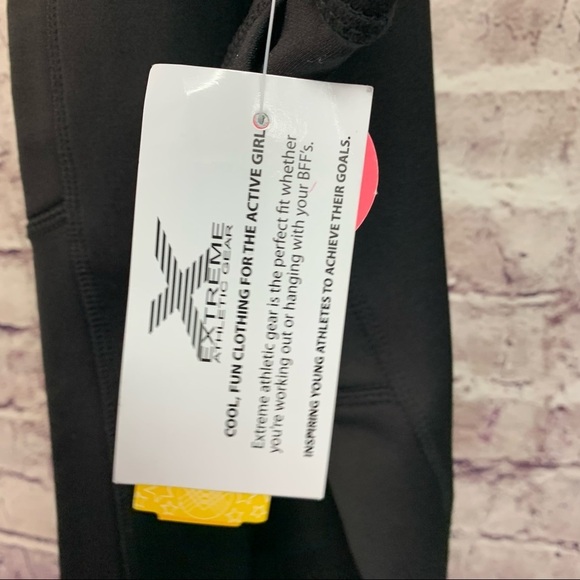 X
EXTREME
ATHLETIC GEAR
COOL, FUN CLOTHING FOR THE ACTIVE GIRL
Extreme athletic gear is the perfect fit whether
you're working out or hanging with your BFF's.
INSPIRING YOUNG ATHLETES TO ACHIEVE THEIR GOALS.